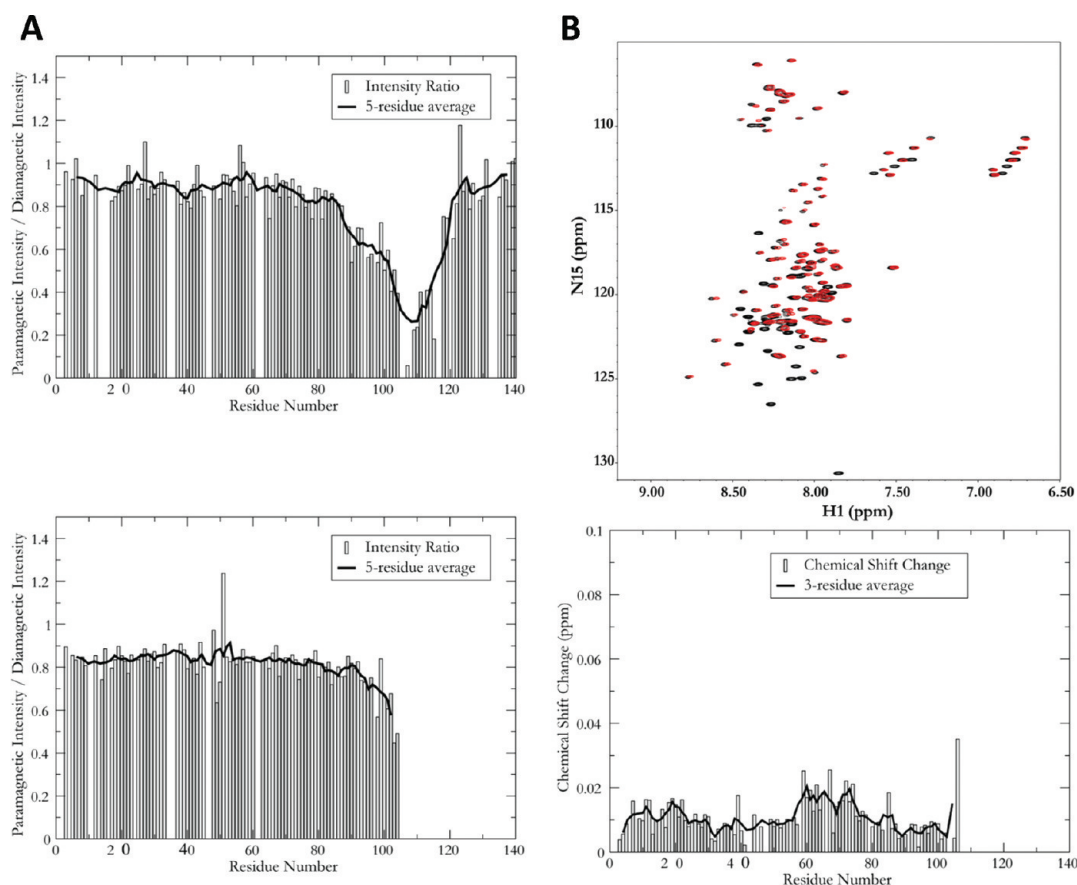 A
1.4
1.2
1
0.8
0.6
0.4
0.2
0
Paramagnetic Intensity / Diamagnetic Intensity
Intensity Ratio
5-residue average
0 2 0 40 60 80 100 120 140
Residue Number
B
110
115
120
125
130
N15 (ppm)
9.00 8.50 8.00 7.50 7.00 6.50
H1 (ppm)
1.4
1.2
1
0.8
0.6
0.4
0.2
0
Paramagnetic Intensity / Diamagnetic Intensity
Intensity Ratio
5-residue average
0 2 0 40 60 80 100 120 140
Residue Number
0.1
0.08
0.06
0.04
0.02
0
Chemical Shift Change (ppm)
Chemical Shift Change
3-residue average
0 2 0 4 0 60 80 100 120 140
Residue Number